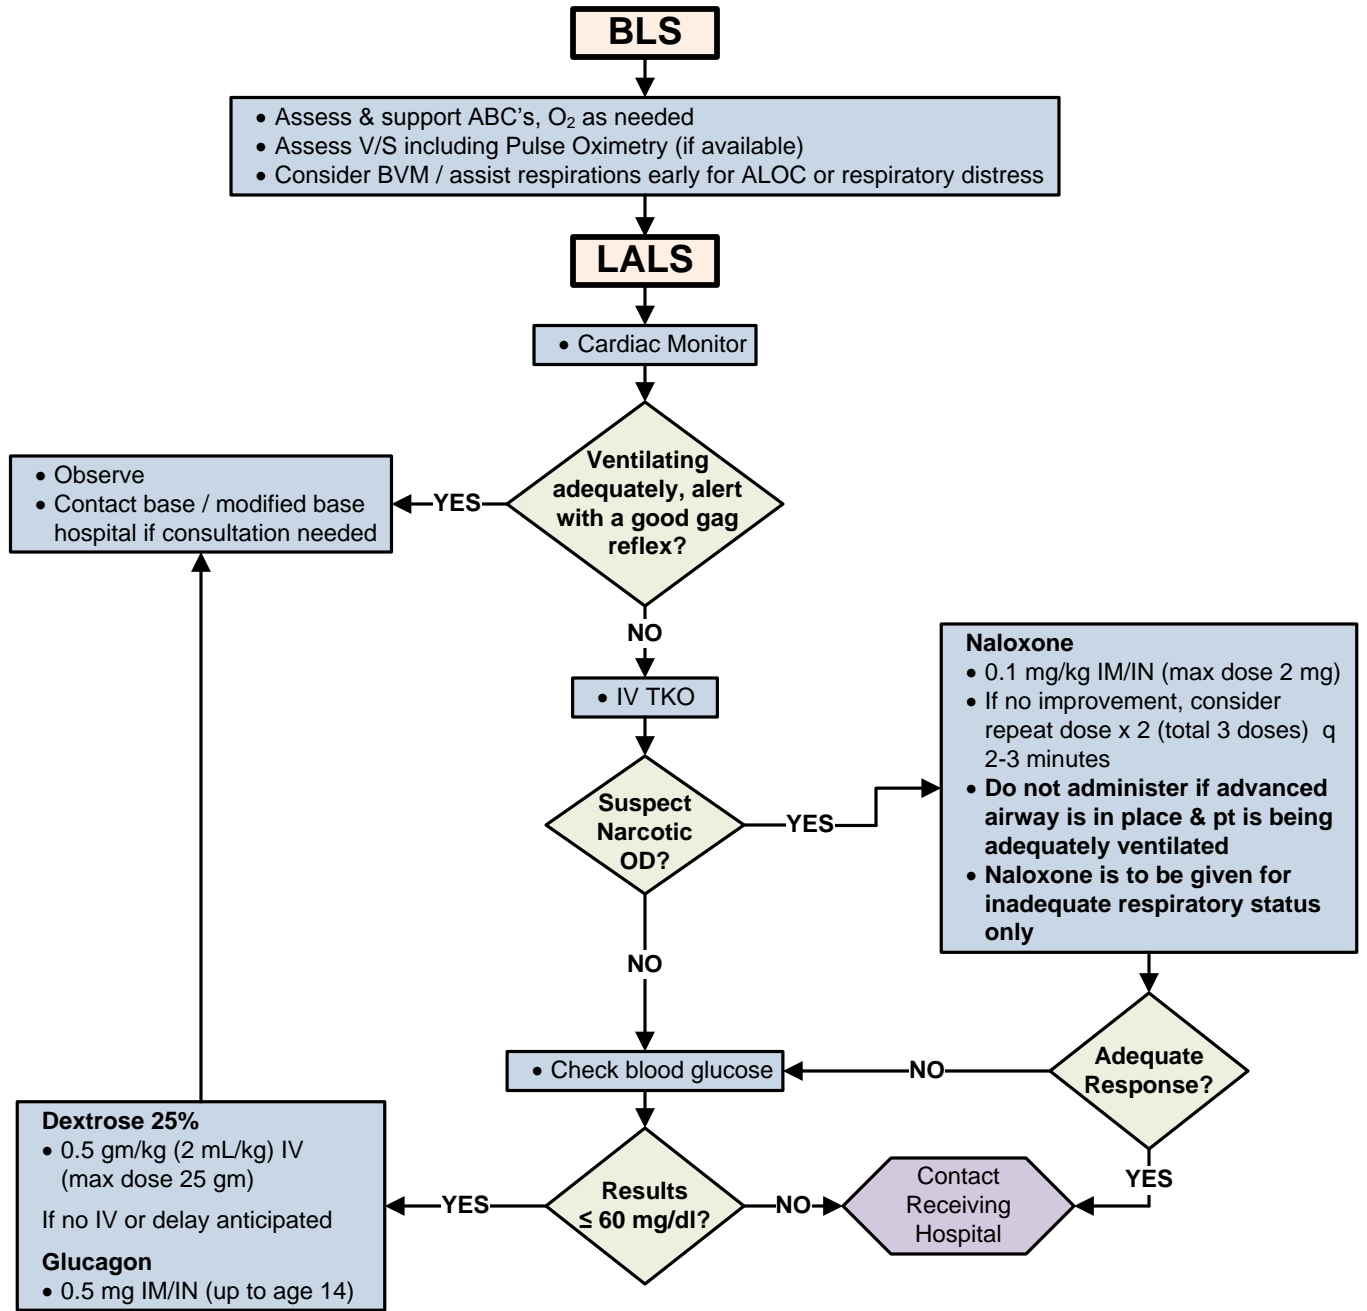 BLS
• Assess & support ABC’s, O₂ as needed
• Assess V/S including Pulse Oximetry (if available)
• Consider BVM / assist respirations early for ALOC or respiratory distress
LALS
• Cardiac Monitor
Ventilating
adequately, alert
with a good gag
reflex?
YES
• Observe
• Contact base / modified base
hospital if consultation needed
NO
• IV TKO
Suspect
Narcotic
OD?
YES
Naloxone
• 0.1 mg/kg IM/IN (max dose 2 mg)
• If no improvement, consider
repeat dose x 2 (total 3 doses) q
2-3 minutes
• Do not administer if advanced
airway is in place & pt is being
adequately ventilated
• Naloxone is to be given for
inadequate respiratory status
only
NO
Adequate
Response?
NO
YES
• Check blood glucose
Results
≤ 60 mg/dl?
YES
NO
Contact
Receiving
Hospital
Dextrose 25%
• 0.5 gm/kg (2 mL/kg) IV
(max dose 25 gm)
If no IV or delay anticipated
Glucagon
• 0.5 mg IM/IN (up to age 14)